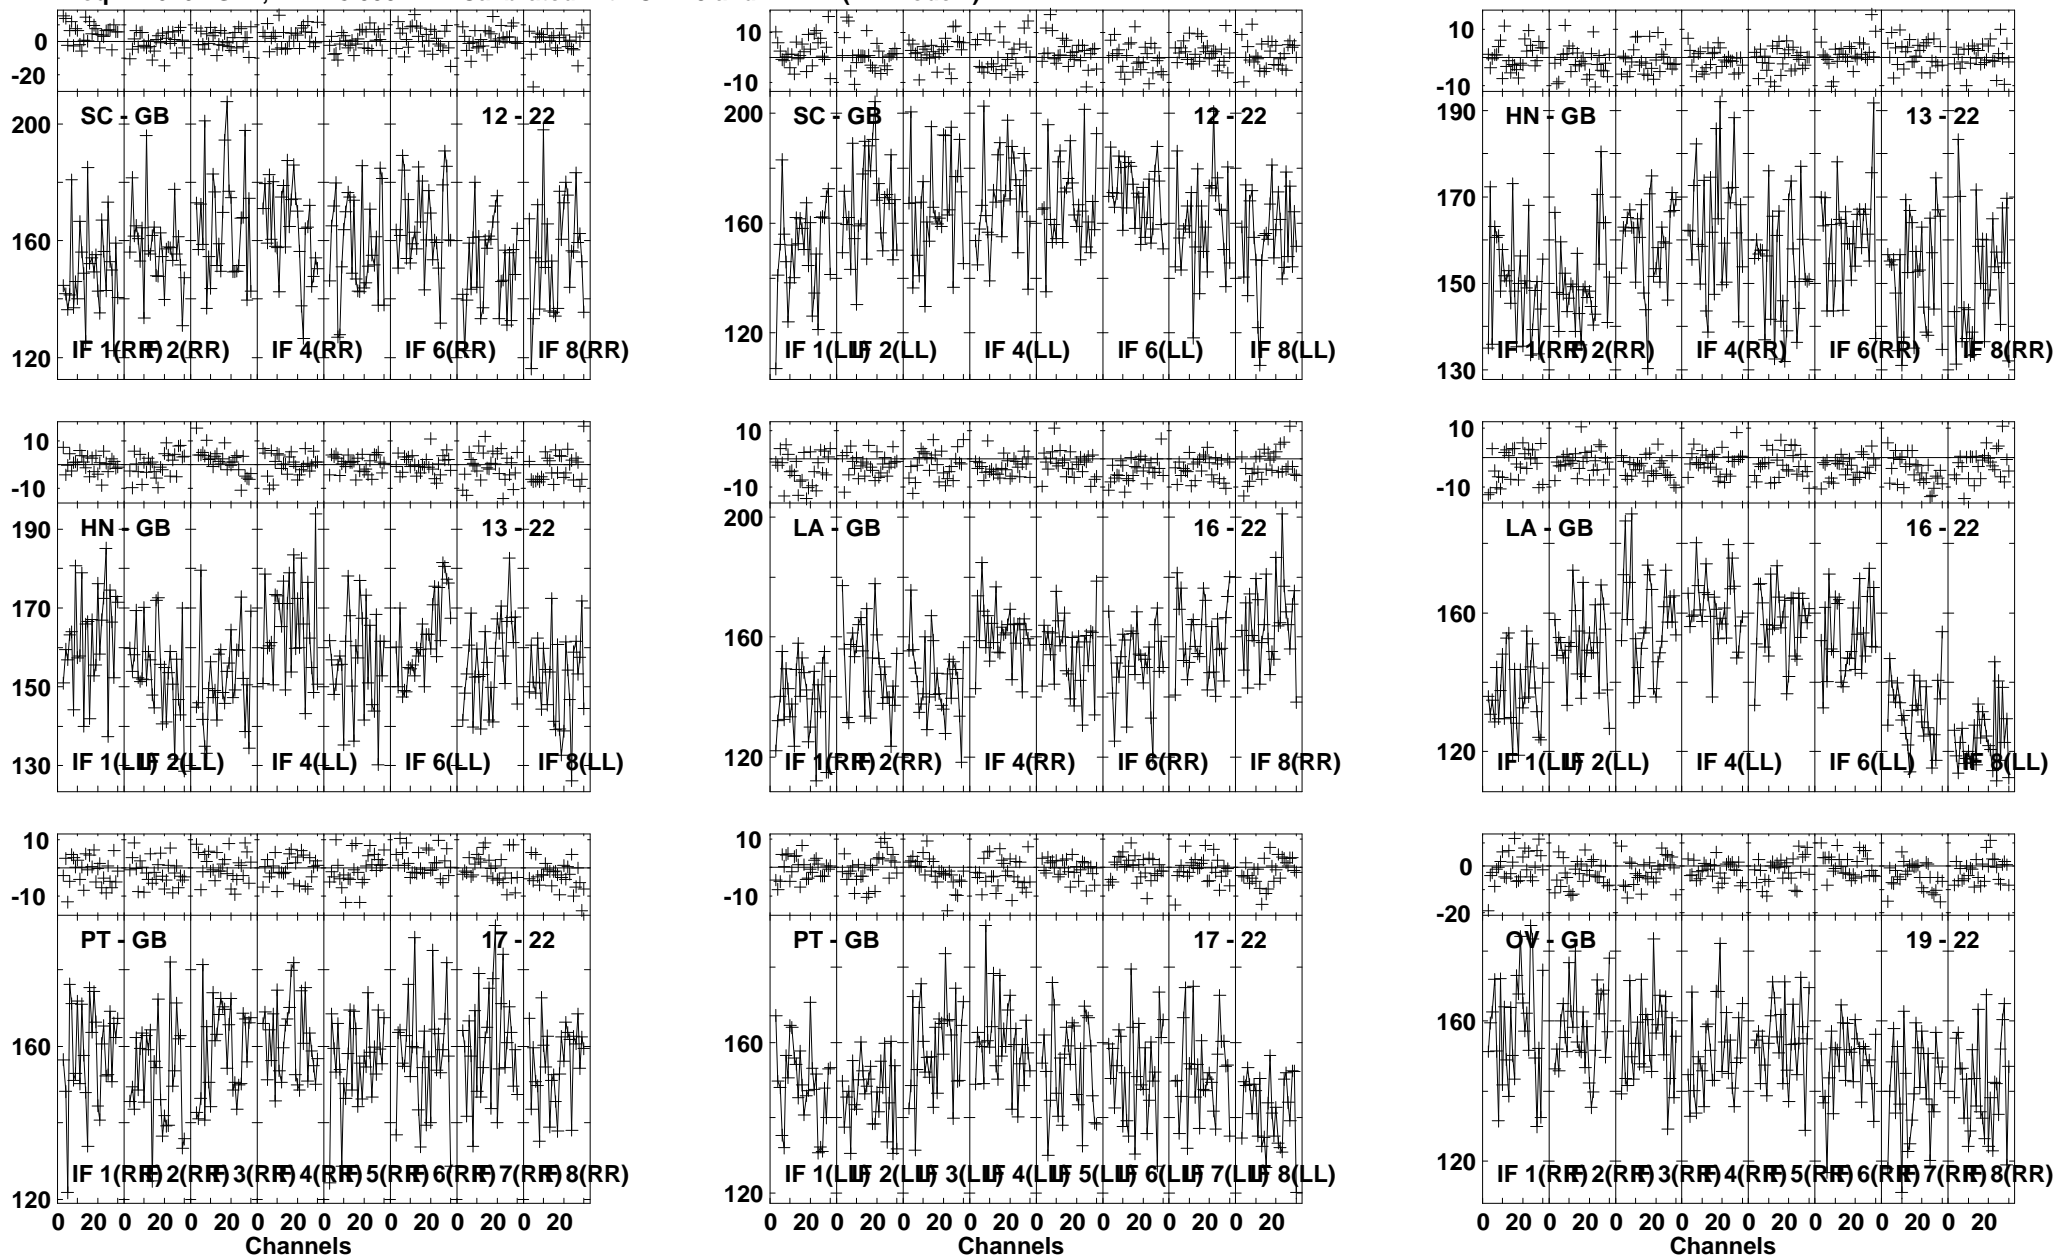 0
-20
200
160
120
SC - GB 12 - 22
IF 1(RR) IF 2(RR) IF 4(RR) IF 6(RR) IF 8(RR)
10
-10
200
160
120
SC - GB 12 - 22
IF 1(LL) IF 2(LL) IF 4(LL) IF 6(LL) IF 8(LL)
10
-10
190
170
150
130
HN - GB 13 - 22
IF 1(RR) IF 2(RR) IF 4(RR) IF 6(RR) IF 8(RR)
10
-10
190
170
150
130
HN - GB 13 - 22
IF 1(LL) IF 2(LL) IF 4(LL) IF 6(LL) IF 8(LL)
10
-10
200
160
120
LA - GB 16 - 22
IF 1(RR) IF 2(RR) IF 4(RR) IF 6(RR) IF 8(RR)
10
-10
160
120
LA - GB 16 - 22
IF 1(LL) IF 2(LL) IF 4(LL) IF 6(LL) IF 8(LL)
10
-10
160
120
PT - GB 17 - 22
IF 1(RR) IF 2(RR) IF 3(RR) IF 4(RR) IF 5(RR) IF 6(RR) IF 7(RR) IF 8(RR)
0 20 0 20 0 20 0 20 0 20 0 20 0 20 0 20
Channels
10
-10
160
120
PT - GB 17 - 22
IF 1(LL) IF 2(LL) IF 3(LL) IF 4(LL) IF 5(LL) IF 6(LL) IF 7(LL) IF 8(LL)
0 20 0 20 0 20 0 20 0 20 0 20 0 20 0 20
Channels
0
-20
160
120
OV - GB 19 - 22
IF 1(RR) IF 2(RR) IF 3(RR) IF 4(RR) IF 5(RR) IF 6(RR) IF 7(RR) IF 8(RR)
0 20 0 20 0 20 0 20 0 20 0 20 0 20 0 20
Channels